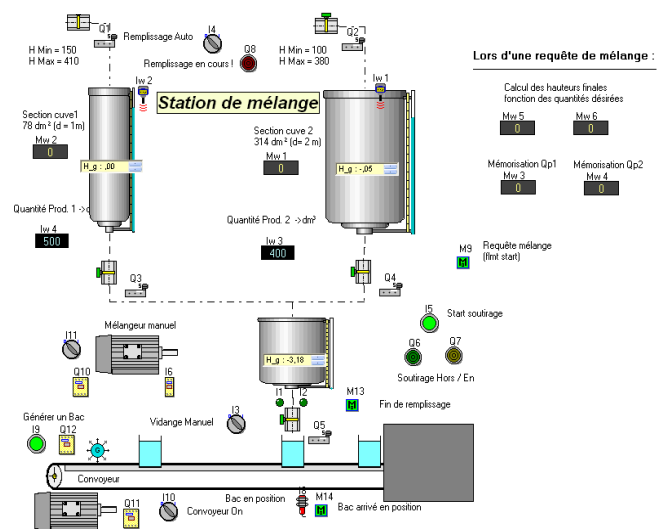 Q1
H Min = 150
H Max = 410
Remplissage Auto
I4
Remplissage en cours !
Q8
H Min = 100
H Max = 380
Q2
Lors d'une requête de mélange :
Iw 2
Iw 1
Station de mélange
Calcul des hauteurs finales
fonction des quantités désirées
Mw 5
0
Mw 6
0
Section cuve1
78 dm ² (d = 1m)
Mw 2
0
Section cuve 2
314 dm ² (d= 2 m)
Mw 1
0
H_g : ,00
H_g : -,05
Mémorisation Qp1
Mw 3
0
Mémorisation Qp2
Mw 4
0
Quantité Prod. 1 ->
Iw 4
500
Quantité Prod. 2 ->dm³
Iw 3
400
M9
Requête mélange
(flmt start)
Q3
Q4
I5
Start soutirage
Mélangeur manuel
I11
Q10
I6
H_g : -3,18
Q6
Q7
Soutirage Hors / En
I1
I2
M13
Fin de remplissage
Générer un Bac
I9
Q12
G
Vidange Manuel
I3
Q5
Convoyeur
Q11
I10
Convoyeur On
Bac en position
I8
M14
Bac arrivé en position